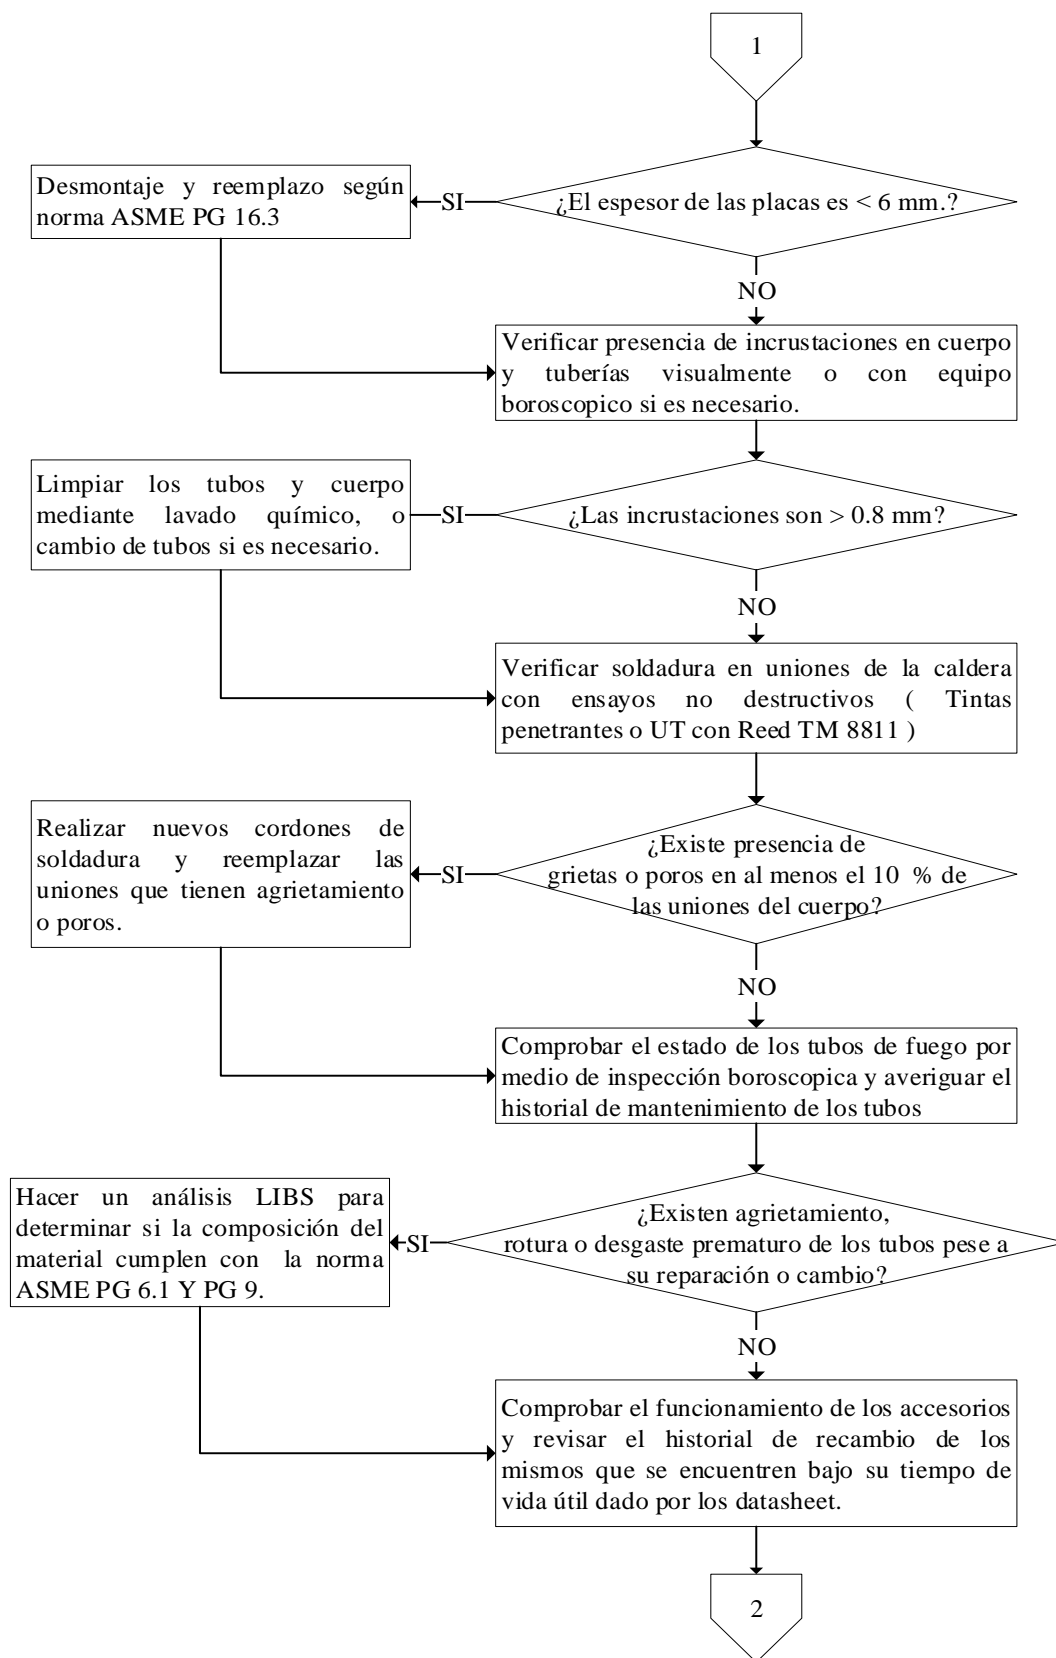 1
¿El espesor de las placas es < 6 mm.?
SI
Desmontaje y reemplazo según
norma ASME PG 16.3
NO
Verificar presencia de incrustaciones en cuerpo
y tuberías visualmente o con equipo
boroscopico si es necesario.
¿Las incrustaciones son > 0.8 mm?
SI
Limpiar los tubos y cuerpo
mediante lavado químico, o
cambio de tubos si es necesario.
NO
Verificar soldadura en uniones de la caldera
con ensayos no destructivos ( Tintas
penetrantes o UT con Reed TM 8811 )
¿Existe presencia de
grietas o poros en al menos el 10 % de
las uniones del cuerpo?
SI
Realizar nuevos cordones de
soldadura y reemplazar las
uniones que tienen agrietamiento
o poros.
NO
Comprobar el estado de los tubos de fuego por
medio de inspección boroscopica y averiguar el
historial de mantenimiento de los tubos
¿Existen agrietamiento,
rotura o desgaste prematuro de los tubos pese a
su reparación o cambio?
SI
Hacer un análisis LIBS para
determinar si la composición del
material cumplen con la norma
ASME PG 6.1 Y PG 9.
NO
Comprobar el funcionamiento de los accesorios
y revisar el historial de recambio de los
mismos que se encuentren bajo su tiempo de
vida útil dado por los datasheet.
2